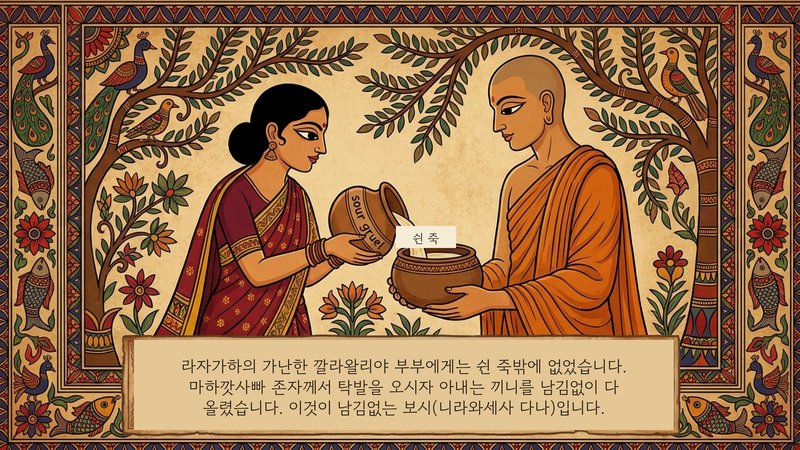 sour gruel
쉰 죽
라자가하의 가난한 깔라왈리야 부부에게는 쉰 죽밖에 없었습니다.
마하깟사빠 존자께서 탁발을 오시자 아내는 끼니를 남김없이 다
올렸습니다. 이것이 남김없는 보시(니라와세사 다나)입니다.